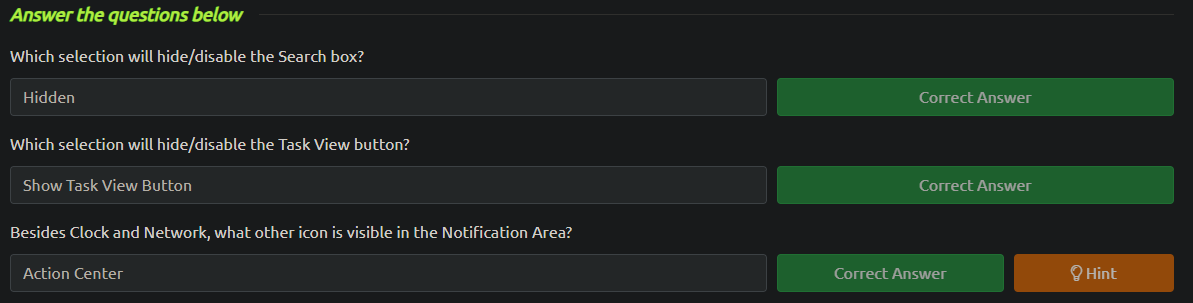 Answer the questions below
Which selection will hide/disable the Search box?
Hidden
Correct Answer
Which selection will hide/disable the Task View button?
Show Task View Button
Correct Answer
Besides Clock and Network, what other icon is visible in the Notification Area?
Action Center
Correct Answer
Hint